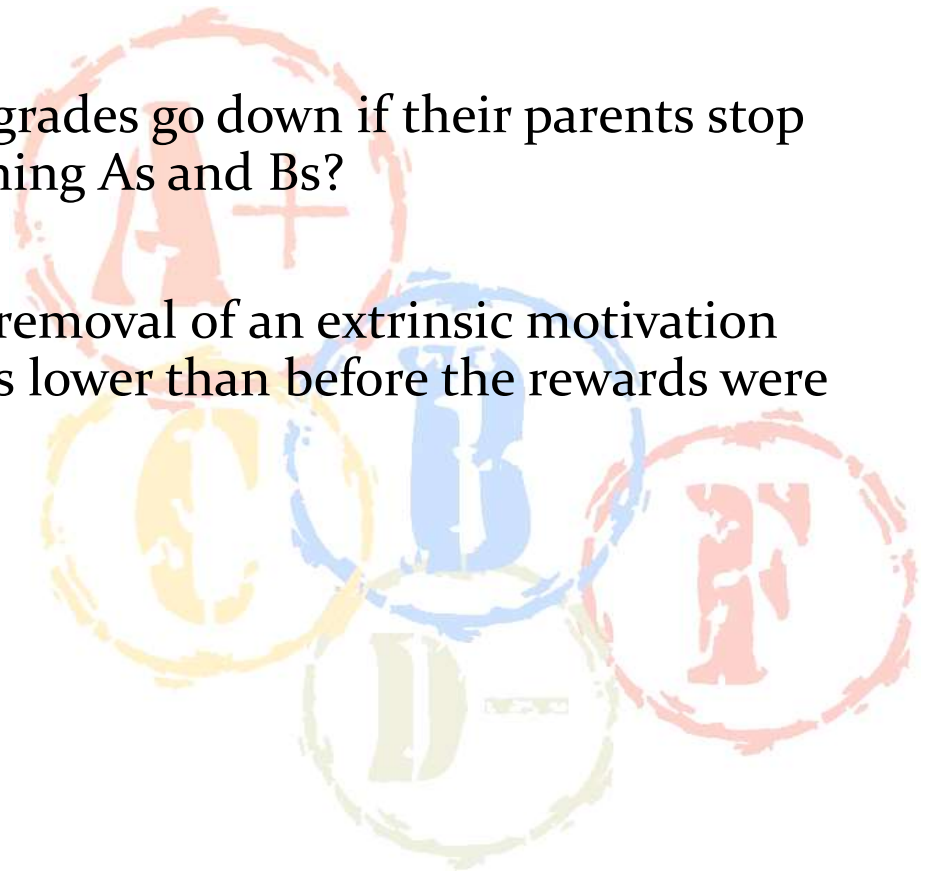 grades go down if their parents stop
ning As and Bs?
removal of an extrinsic motivation
s lower than before the rewards were
A+
B
C
F
D-